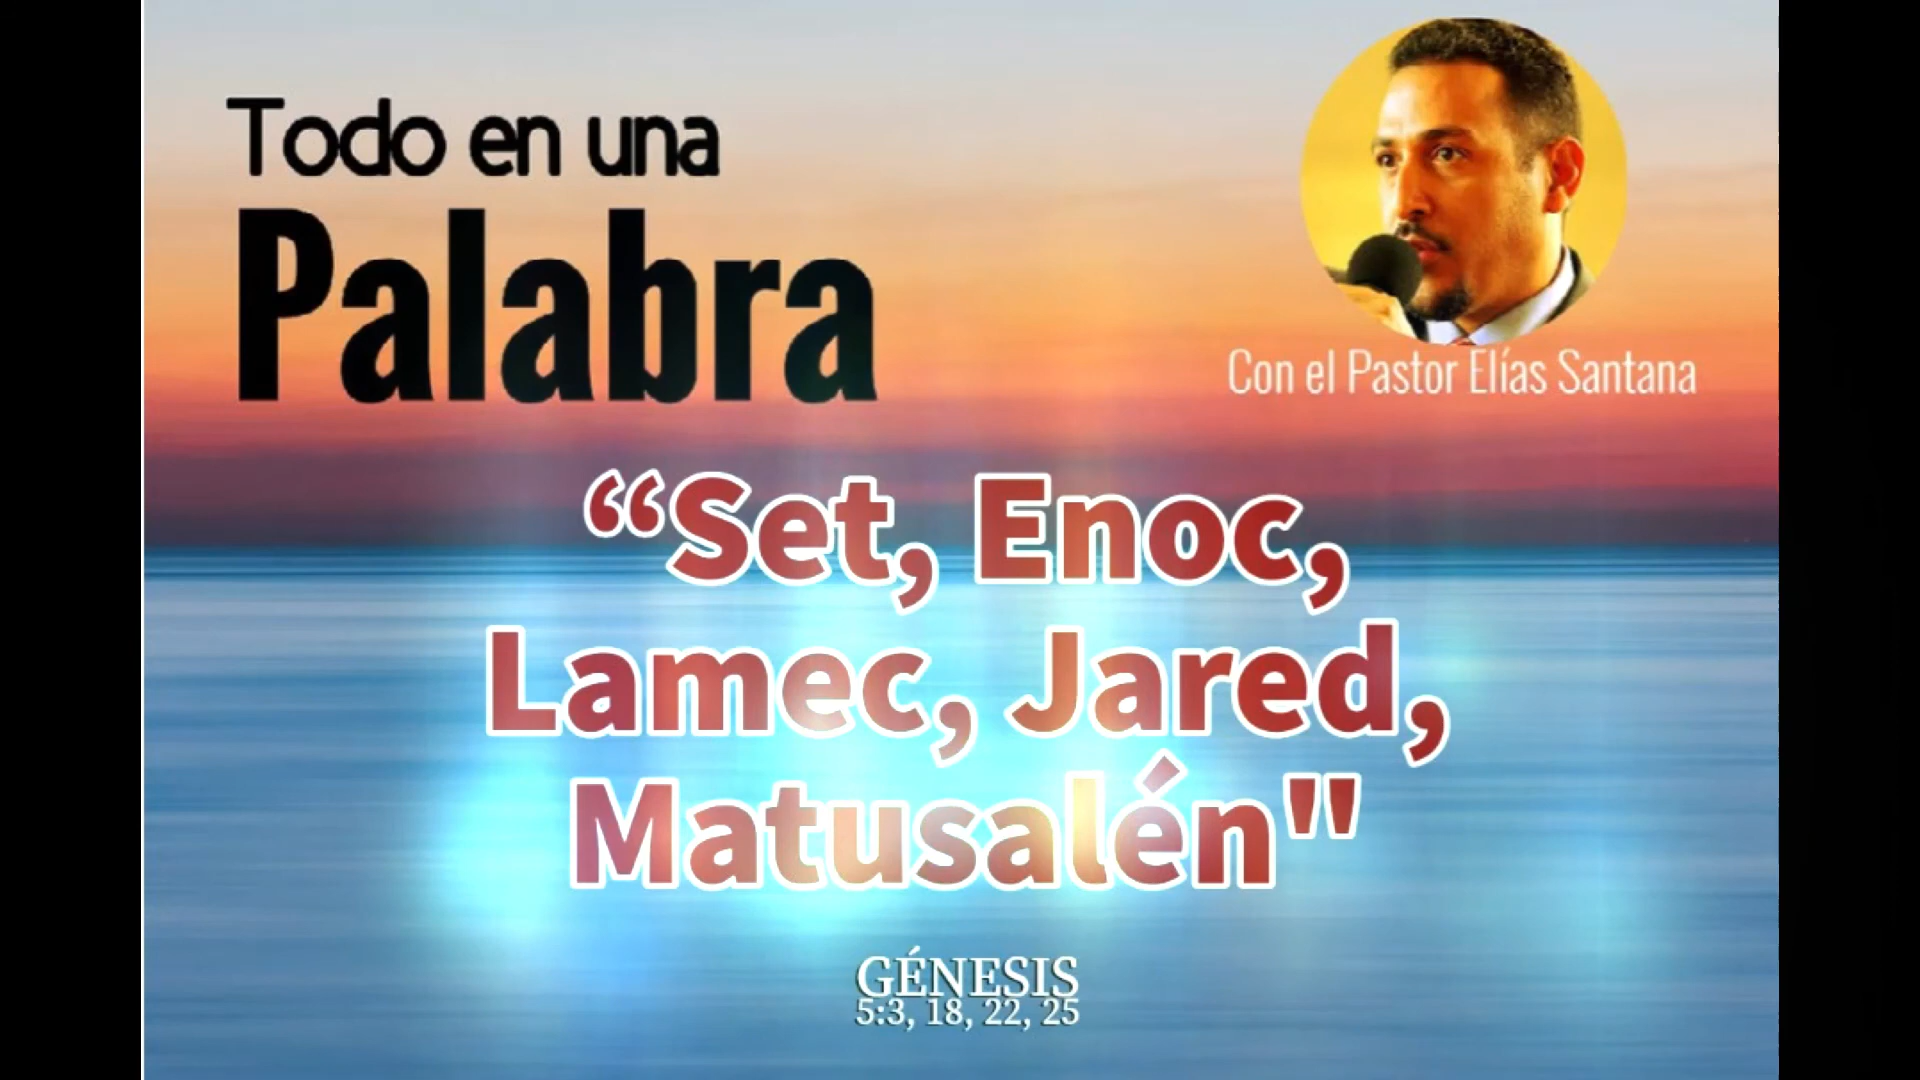 Todo en una
Palabra
Con el Pastor Elías Santana
“Set, Enoc,
Lamec, Jared,
Matusalén"
GÉNESIS
5:3, 18, 22, 25